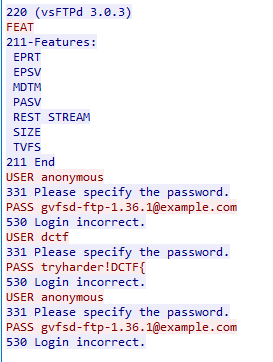 220 (vsFTPd 3.0.3)
FEAT
211-Features:
 EPRT
 EPSV
 MDTM
 PASV
 REST STREAM
 SIZE
 TVFS
211 End
USER anonymous
331 Please specify the password.
PASS gvfsd-ftp-1.36.1@example.com
530 Login incorrect.
USER dctf
331 Please specify the password.
PASS tryharder!DCTF{
530 Login incorrect.
USER anonymous
331 Please specify the password.
PASS gvfsd-ftp-1.36.1@example.com
530 Login incorrect.